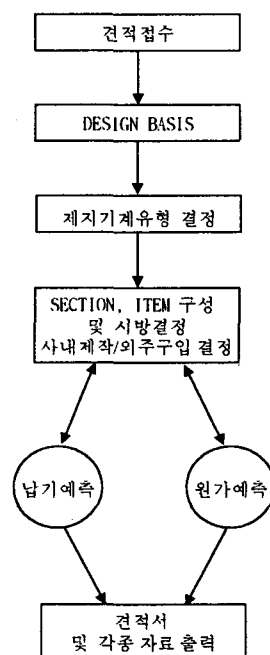 견적접수
DESIGN BASIS
제지기계유형 결정
SECTION, ITEM 구성
및 시방결정
사내제작/외주구입 결정
납기예측
원가예측
견적서
및 각종 자료 출력